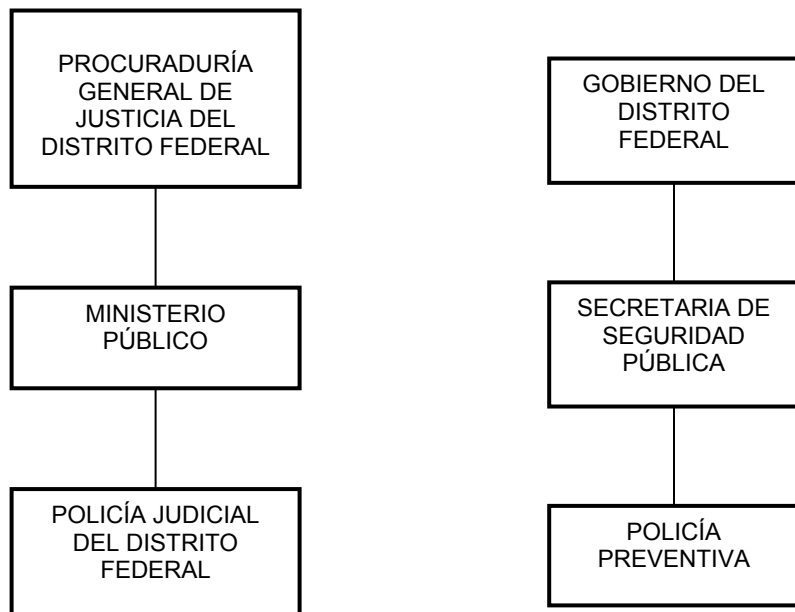 PROCURADURÍA
GENERAL DE
JUSTICIA DEL
DISTRITO FEDERAL
MINISTERIO
PÚBLICO
POLICÍA JUDICIAL
DEL DISTRITO
FEDERAL
GOBIERNO DEL
DISTRITO
FEDERAL
SECRETARIA DE
SEGURIDAD
PÚBLICA
POLICÍA
PREVENTIVA